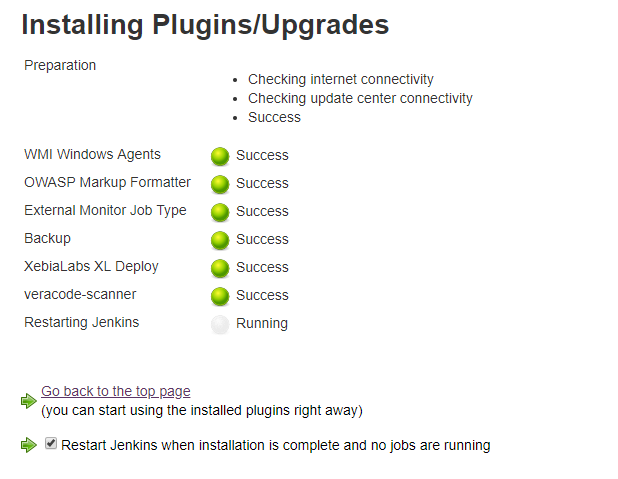 Installing Plugins/Upgrades
Preparation
Checking internet connectivity
Checking update center connectivity
Success
WMI Windows Agents Success
OWASP Markup Formatter Success
External Monitor Job Type Success
Backup Success
XebiaLabs XL Deploy Success
veracode-scanner Success
Restarting Jenkins Running
Go back to the top page
(you can start using the installed plugins right away)
Restart Jenkins when installation is complete and no jobs are running